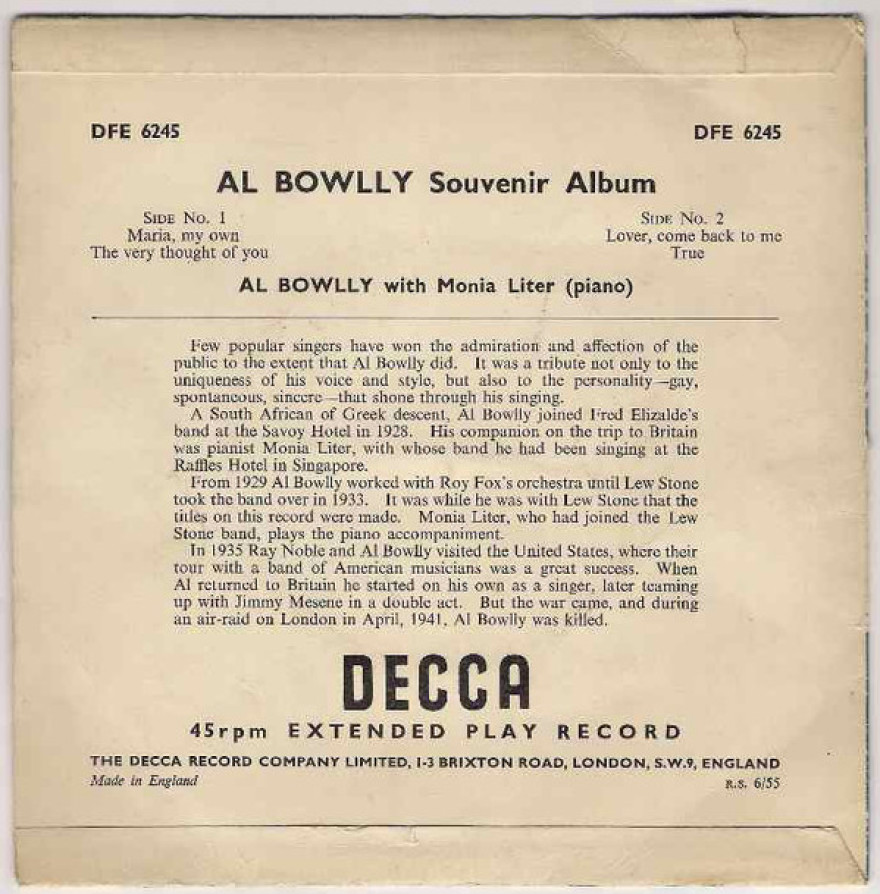 DFE 6245 DFE 6245
AL BOWLLY Souvenir Album
SIDE No. 1 SIDE No. 2
Maria, my own Lover, come back to me
The very thought of you True
AL BOWLLY with Monia Liter (piano)
Few popular singers have won the admiration and affection of the
public to the extent that Al Bowlly did. It was a tribute not only to the
uniqueness of his voice and style, but also to the personality—gay,
spontaneous, sincere—that shone through his singing.
A South African of Greek descent, Al Bowlly joined Fred Elizalde's
band at the Savoy Hotel in 1928. His companion on the trip to Britain
was pianist Monia Liter, with whose band he had been singing at the
Raffles Hotel in Singapore.
From 1929 Al Bowlly worked with Roy Fox's orchestra until Lew Stone
took the band over in 1933. It was while he was with Lew Stone that the
titles on this record were made. Monia Liter, who had joined the Lew
Stone band, plays the piano accompaniment.
In 1935 Ray Noble and Al Bowlly visited the United States, where their
tour with a band of American musicians was a great success. When
Al returned to Britain he started on his own as a singer, later teaming
up with Jimmy Mesene in a double act. But the war came, and during
an air-raid on London in April, 1941, Al Bowlly was killed.
DECCA
45rpm EXTENDED PLAY RECORD
THE DECCA RECORD COMPANY LIMITED, 1-3 BRIXTON ROAD, LONDON, S.W.9, ENGLAND
Made in England R.S. 6/55